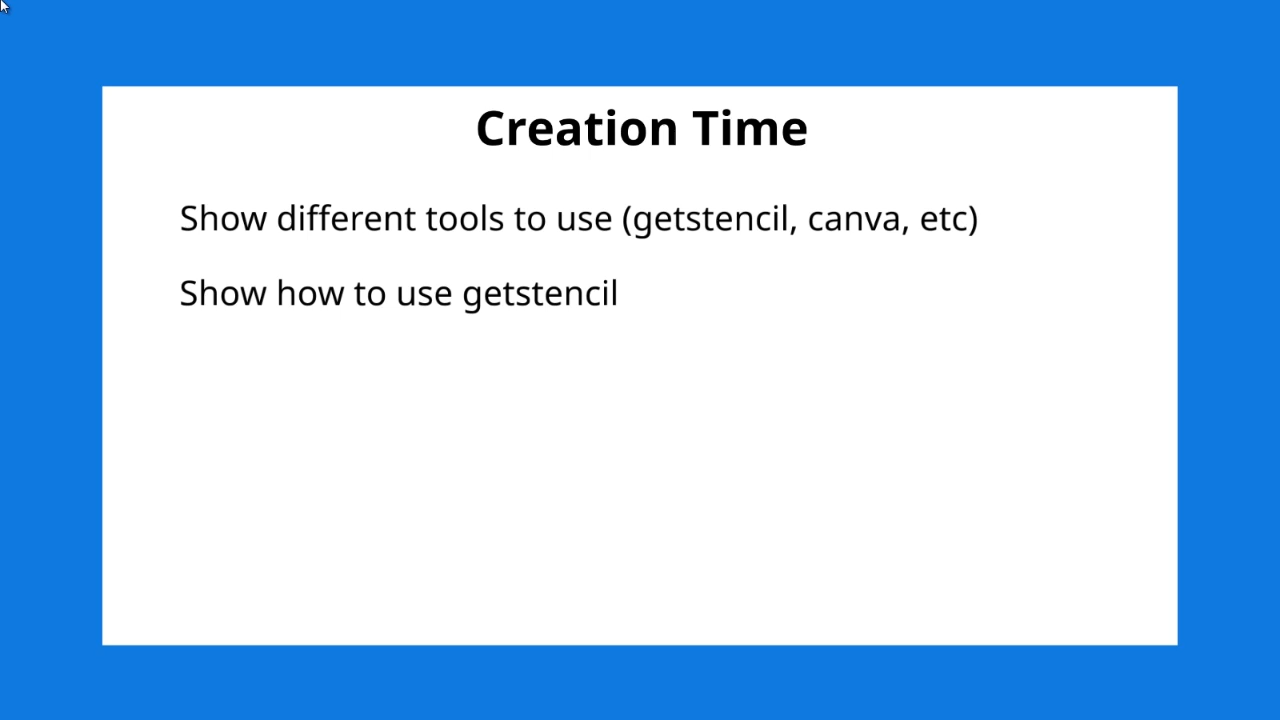 Creation Time
Show different tools to use (getstencil, canva, etc)
Show how to use getstencil